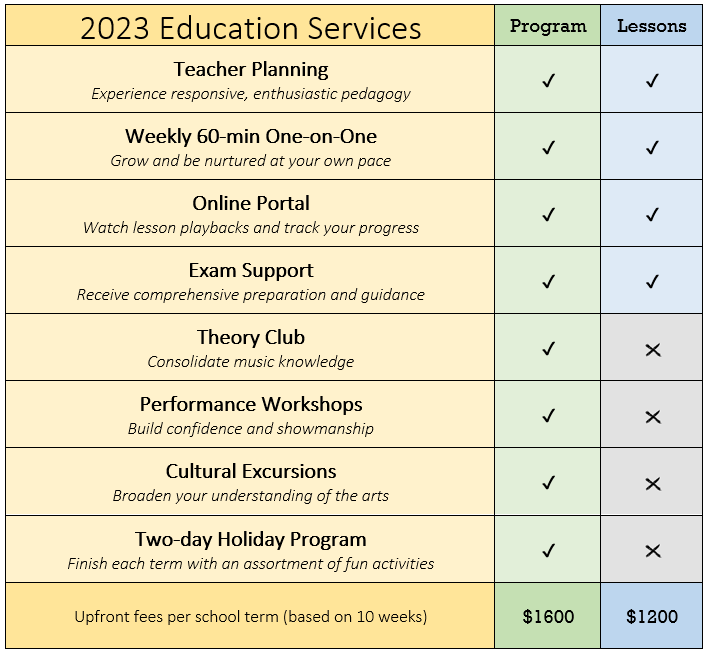 2023 Education Services Program Lessons
Teacher Planning
Experience responsive, enthusiastic pedagogy
✓ ✓
Weekly 60-min One-on-One
Grow and be nurtured at your own pace
✓ ✓
Online Portal
Watch lesson playbacks and track your progress
✓ ✓
Exam Support
Receive comprehensive preparation and guidance
✓ ✓
Theory Club
Consolidate music knowledge
✓ ✕
Performance Workshops
Build confidence and showmanship
✓ ✕
Cultural Excursions
Broaden your understanding of the arts
✓ ✕
Two-day Holiday Program
Finish each term with an assortment of fun activities
✓ ✕
Upfront fees per school term (based on 10 weeks) $1600 $1200